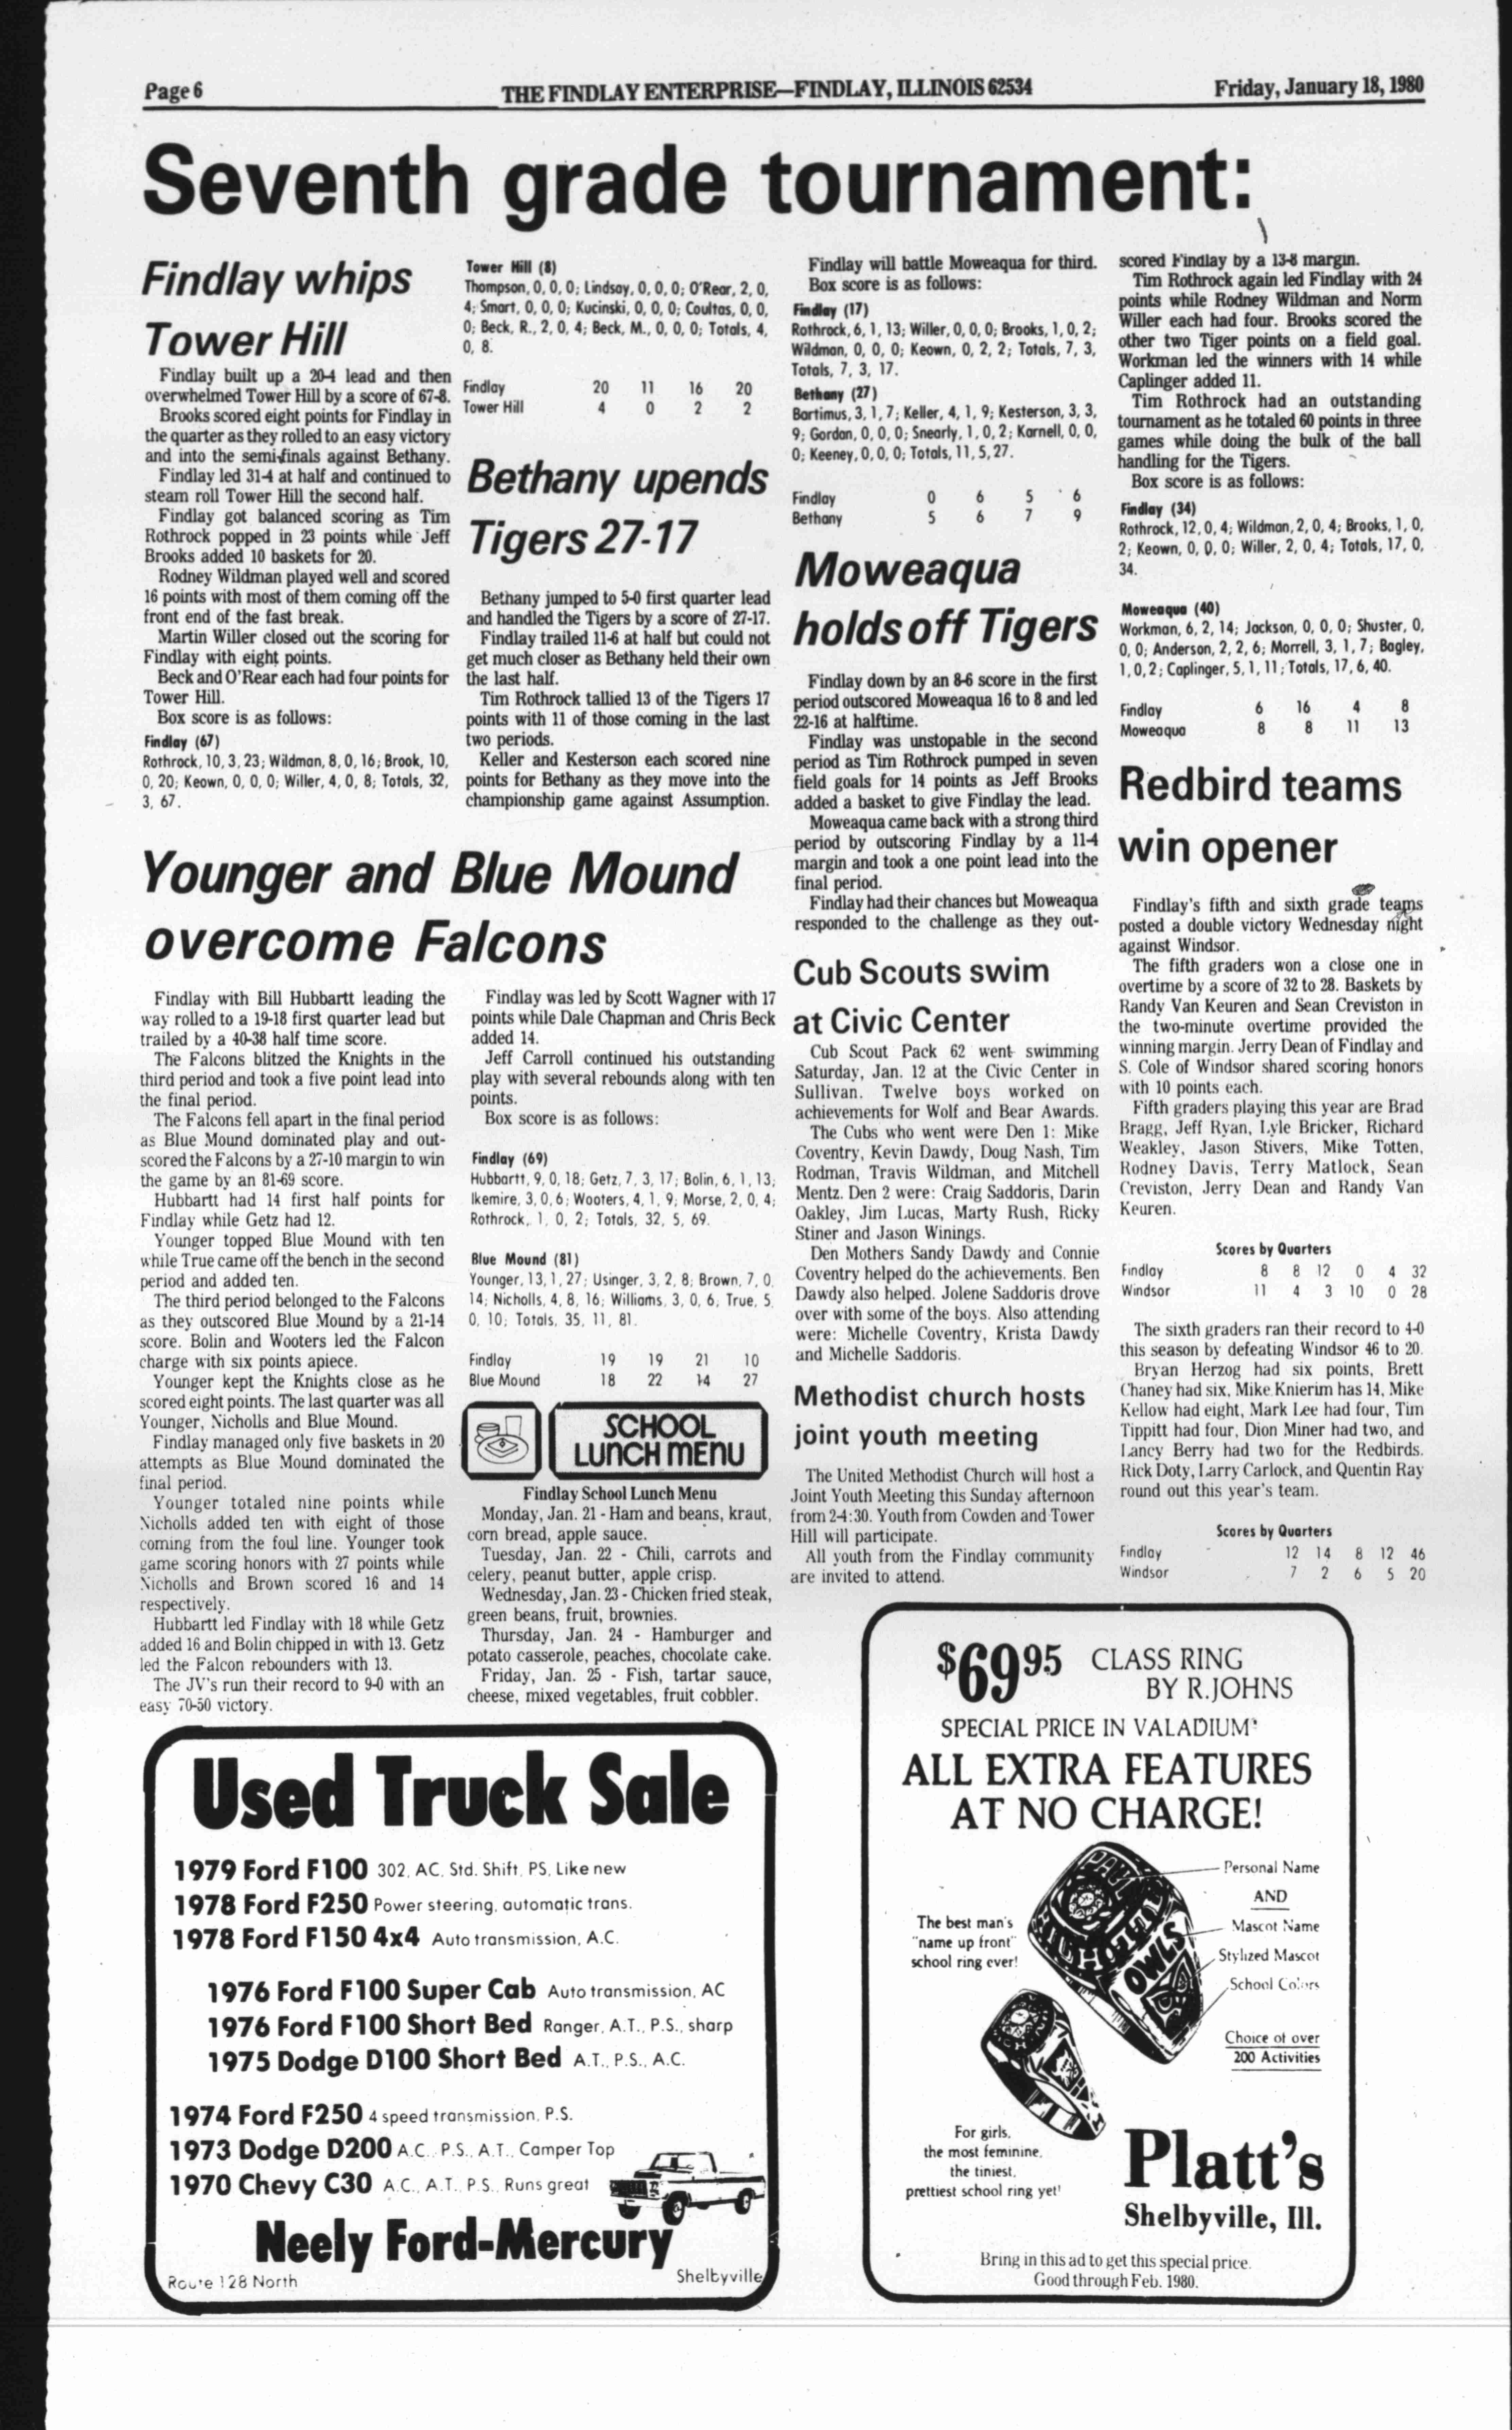 Page 6
THE FINDLAY ENTERPRISE—FINDLAY, ILLINOIS 62534
Friday, January 18, 1980
Seventh grade tournament:
Findlay whips
Tower Hill
Findlay built up a 20-4 lead and then
overwhelmed Tower Hill by a score of 67-8.
Brooks scored eight points for Findlay in
the quarter as they rolled to an easy victory
and into the semi-finals against Bethany.
Findlay led 31-4 at half and continued to
steam roll Tower Hill the second half.
Findlay got balanced scoring as Tim
Rothrock popped in 23 points while Jeff
Brooks added 10 baskets for 20.
Rodney Wildman played well and scored
16 points with most of them coming off the
front end of the fast break.
Martin Willer closed out the scoring for
Findlay with eight points.
Beck and O'Rear each had four points for
Tower Hill.
Box score is as follows:
Findlay (67)
Rothrock, 10, 3, 23; Wildman, 8, 0, 16; Brook, 10,
0, 20; Keown, 0, 0, 0; Willer, 4, 0, 8; Totals, 32,
3, 67.
Tower Hill (8)
Thompson, 0, 0, 0; Lindsay, 0, 0, 0; O'Rear, 2, 0,
4; Smart, 0, 0, 0; Kucinski, 0, 0, 0; Coultas, 0, 0,
0; Beck, R., 2, 0, 4; Beck, M., 0, 0, 0; Totals, 4,
0, 8.
Findlay 20 11 16 20
Tower Hill 4 0 2 2
Bethany upends
Tigers 27-17
Bethany jumped to 5-0 first quarter lead
and handled the Tigers by a score of 27-17.
Findlay trailed 11-6 at half but could not
get much closer as Bethany held their own
the last half.
Tim Rothrock tallied 13 of the Tigers 17
points with 11 of those coming in the last
two periods.
Keller and Kesterson each scored nine
points for Bethany as they move into the
championship game against Assumption.
Findlay will battle Moweaqua for third.
Box score is as follows:
Findlay (17)
Rothrock, 6, 1, 13; Willer, 0, 0, 0; Brooks, 1, 0, 2;
Wildman, 0, 0, 0; Keown, 0, 2, 2; Totals, 7, 3,
Totals, 7, 3, 17.
Bethany (27)
Bartimus, 3, 1, 7; Keller, 4, 1, 9; Kesterson, 3, 3,
9; Gordon, 0, 0, 0; Snearly, 1, 0, 2; Karnell, 0, 0,
0; Keeney, 0, 0, 0; Totals, 11, 5, 27.
Findlay 0 6 5 6
Bethany 5 6 7 9
Moweaqua
holds off Tigers
Findlay down by an 8-6 score in the first
period outscored Moweaqua 16 to 8 and led
22-16 at halftime.
Findlay was unstopable in the second
period as Tim Rothrock pumped in seven
field goals for 14 points as Jeff Brooks
added a basket to give Findlay the lead.
Moweaqua came back with a strong third
period by outscoring Findlay by a 11-4
margin and took a one point lead into the
final period.
Findlay had their chances but Moweaqua
responded to the challenge as they out-
scored Findlay by a 13-8 margin.
Tim Rothrock again led Findlay with 24
points while Rodney Wildman and Norm
Willer each had four. Brooks scored the
other two Tiger points on a field goal.
Workman led the winners with 14 while
Caplinger added 11.
Tim Rothrock had an outstanding
tournament as he totaled 60 points in three
games while doing the bulk of the ball
handling for the Tigers.
Box score is as follows:
Findlay (34)
Rothrock, 12, 0, 4; Wildman, 2, 0, 4; Brooks, 1, 0,
2; Keown, 0, 0, 0; Willer, 2, 0, 4; Totals, 17, 0,
34.
Moweaqua (40)
Workman, 6, 2, 14; Jackson, 0, 0, 0; Shuster, 0,
0, 0; Anderson, 2, 2, 6; Morrell, 3, 1, 7; Bagley,
1, 0, 2; Caplinger, 5, 1, 11; Totals, 17, 6, 40.
Findlay 6 16 4 8
Moweaqua 8 8 11 13
Younger and Blue Mound
overcome Falcons
Findlay with Bill Hubbartt leading the
way rolled to a 19-18 first quarter lead but
trailed by a 40-38 half time score.
The Falcons blitzed the Knights in the
third period and took a five point lead into
the final period.
The Falcons fell apart in the final period
as Blue Mound dominated play and out-
scored the Falcons by a 27-10 margin to win
the game by an 81-69 score.
Hubbartt had 14 first half points for
Findlay while Getz had 12.
Younger topped Blue Mound with ten
while True came off the bench in the second
period and added ten.
The third period belonged to the Falcons
as they outscored Blue Mound by a 21-14
score. Bolin and Wooters led the Falcon
charge with six points apiece.
Younger kept the Knights close as he
scored eight points. The last quarter was all
Younger, Nicholls and Blue Mound.
Findlay managed only five baskets in 20
attempts as Blue Mound dominated the
final period.
Younger totaled nine points while
Nicholls added ten with eight of those
coming from the foul line. Younger took
game scoring honors with 27 points while
Nicholls and Brown scored 16 and 14
respectively.
Hubbartt led Findlay with 18 while Getz
added 16 and Bolin chipped in with 13. Getz
led the Falcon rebounders with 13.
The JV's run their record to 9-0 with an
easy 70-50 victory.
Findlay was led by Scott Wagner with 17
points while Dale Chapman and Chris Beck
added 14.
Jeff Carroll continued his outstanding
play with several rebounds along with ten
points.
Box score is as follows:
Findlay (69)
Hubbartt, 9, 0, 18; Getz, 7, 3, 17; Bolin, 6, 1, 13;
Ikemire, 3, 0, 6; Wooters, 4, 1, 9; Morse, 2, 0, 4;
Rothrock, 1, 0, 2; Totals, 32, 5, 69.
Blue Mound (81)
Younger, 13, 1, 27; Usinger, 3, 2, 8; Brown, 7, 0,
14; Nicholls, 4, 8, 16; Williams, 3, 0, 6; True, 5,
0, 10; Totals, 35, 11, 81.
Findlay 19 19 21 10
Blue Mound 18 22 14 27
SCHOOL
LUNCH MENU
Findlay School Lunch Menu
Monday, Jan. 21 - Ham and beans, kraut,
corn bread, apple sauce.
Tuesday, Jan. 22 - Chili, carrots and
celery, peanut butter, apple crisp.
Wednesday, Jan. 23 - Chicken fried steak,
green beans, fruit, brownies.
Thursday, Jan. 24 - Hamburger and
potato casserole, peaches, chocolate cake.
Friday, Jan. 25 - Fish, tartar sauce,
cheese, mixed vegetables, fruit cobbler.
Cub Scouts swim
at Civic Center
Cub Scout Pack 62 went swimming
Saturday, Jan. 12 at the Civic Center in
Sullivan. Twelve boys worked on
achievements for Wolf and Bear Awards.
The Cubs who went were Den 1: Mike
Coventry, Kevin Dawdy, Doug Nash, Tim
Rodman, Travis Wildman, and Mitchell
Mentz. Den 2 were: Craig Saddoris, Darin
Oakley, Jim Lucas, Marty Rush, Ricky
Stiner and Jason Winings.
Den Mothers Sandy Dawdy and Connie
Coventry helped do the achievements. Ben
Dawdy also helped. Jolene Saddoris drove
over with some of the boys. Also attending
were: Michelle Coventry, Krista Dawdy
and Michelle Saddoris.
Methodist church hosts
joint youth meeting
The United Methodist Church will host a
Joint Youth Meeting this Sunday afternoon
from 2-4:30. Youth from Cowden and Tower
Hill will participate.
All youth from the Findlay community
are invited to attend.
Redbird teams
win opener
Findlay's fifth and sixth grade teams
posted a double victory Wednesday night
against Windsor.
The fifth graders won a close one in
overtime by a score of 32 to 28. Baskets by
Randy Van Keuren and Sean Creviston in
the two-minute overtime provided the
winning margin. Jerry Dean of Findlay and
S. Cole of Windsor shared scoring honors
with 10 points each.
Fifth graders playing this year are Brad
Bragg, Jeff Ryan, Lyle Bricker, Richard
Weakley, Jason Stivers, Mike Totten,
Rodney Davis, Terry Matlock, Sean
Creviston, Jerry Dean and Randy Van
Keuren.
Scores by Quarters
Findlay 8 8 12 0 4 32
Windsor 11 4 3 10 0 28
The sixth graders ran their record to 4-0
this season by defeating Windsor 46 to 20.
Bryan Herzog had six points, Brett
Chaney had six, Mike Knierim has 14, Mike
Kellow had eight, Mark Lee had four, Tim
Tippitt had four, Dion Miner had two, and
Lancy Berry had two for the Redbirds.
Rick Doty, Larry Carlock, and Quentin Ray
round out this year's team.
Scores by Quarters
Findlay 12 14 8 12 46
Windsor 7 2 6 5 20
Used Truck Sale
1979 Ford F100 302, AC, Std. Shift, PS, Like new
1978 Ford F250 Power steering, automatic trans.
1978 Ford F150 4x4 Auto transmission, A.C.
1976 Ford F100 Super Cab Auto transmission, AC
1976 Ford F100 Short Bed Ranger, A.T., P.S., sharp
1975 Dodge D100 Short Bed A.T., P.S., A.C.
1974 Ford F250 4 speed transmission, P.S.
1973 Dodge D200 A.C., P.S., A.T., Camper Top
1970 Chevy C30 A.C., A.T., P.S., Runs great
Neely Ford-Mercury
Route 128 North
Shelbyville
$69.95 CLASS RING
BY R.JOHNS
SPECIAL PRICE IN VALADIUM
ALL EXTRA FEATURES
AT NO CHARGE!
Personal Name
AND
Mascot Name
Stylized Mascot
School Colors
Choice of over
200 Activities
The best man's
"name up front"
school ring ever!
PAUL
OWLS
For girls,
the most feminine,
the tiniest,
prettiest school ring yet!
Platt's
Shelbyville, Ill.
Bring in this ad to get this special price.
Good through Feb. 1980.